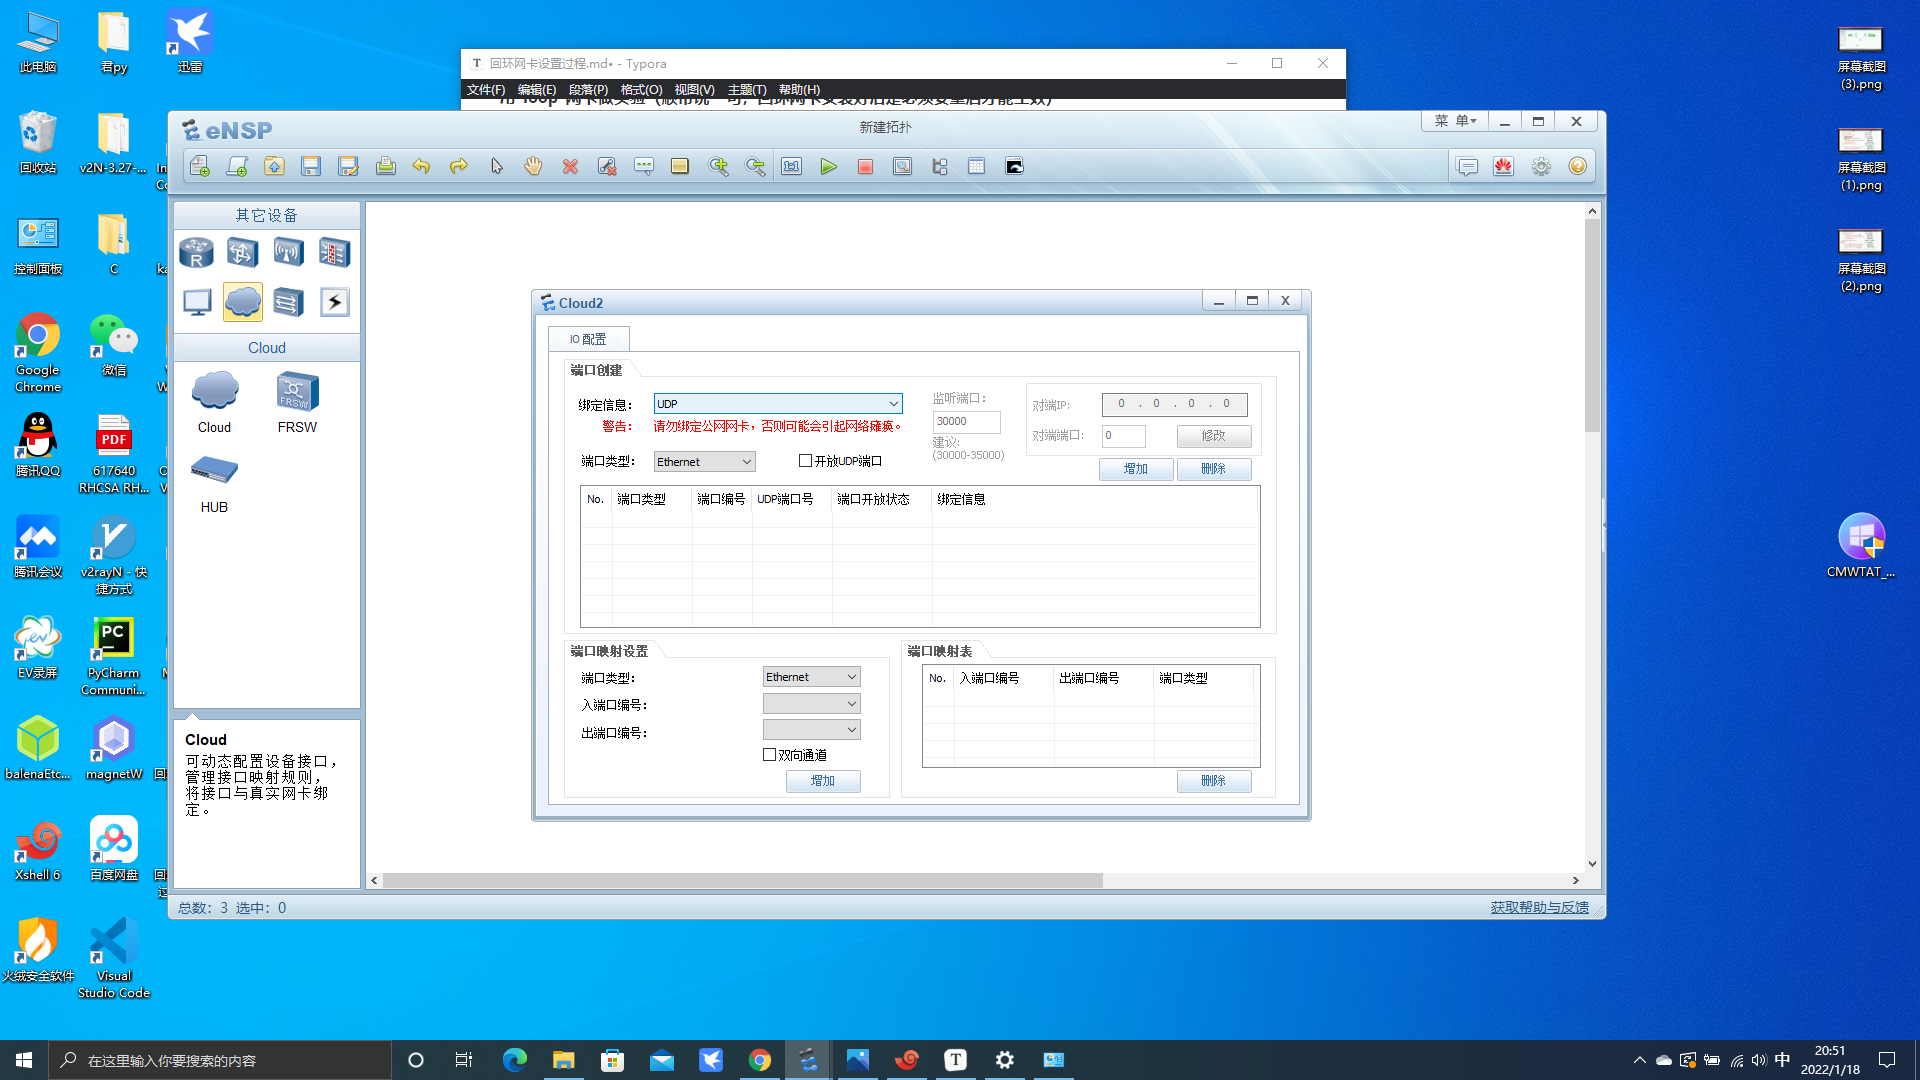 此电脑
君py
迅雷
回收站
v2N-3.27-...
控制面板
C
Google Chrome
微信
腾讯QQ
617640 RHCSA RH...
腾讯会议
v2rayN - 快捷方式
EV录屏
PyCharm Communi...
balenaEtc...
magnetW
Xshell 6
百度网盘
火绒安全软件
Visual Studio Code
屏幕截图 (3).png
屏幕截图 (1).png
屏幕截图 (2).png
CMWTAT_...
回环网卡设置过程.md• - Typora
文件(F) 编辑(E) 段落(P) 格式(O) 视图(V) 主题(T) 帮助(H)
eNSP
新建拓扑
菜 单
其它设备
Cloud
Cloud
FRSW
HUB
Cloud
可动态配置设备接口，
管理接口映射规则，
将接口与真实网卡绑
定。
总数: 3 选中: 0
获取帮助与反馈
Cloud2
IO 配置
端口创建
绑定信息: UDP
警告: 请勿绑定公网网卡，否则可能会引起网络瘫痪。
端口类型: Ethernet
开放UDP端口
监听端口:
30000
建议:
(30000-35000)
对端IP: 0 . 0 . 0 . 0
对端端口: 0 修改
增加 删除
No. 端口类型 端口编号 UDP端口号 端口开放状态 绑定信息
端口映射设置
端口类型: Ethernet
入端口编号:
出端口编号:
双向通道
增加
端口映射表
No. 入端口编号 出端口编号 端口类型
删除
在这里输入你要搜索的内容
中
20:51
2022/1/18